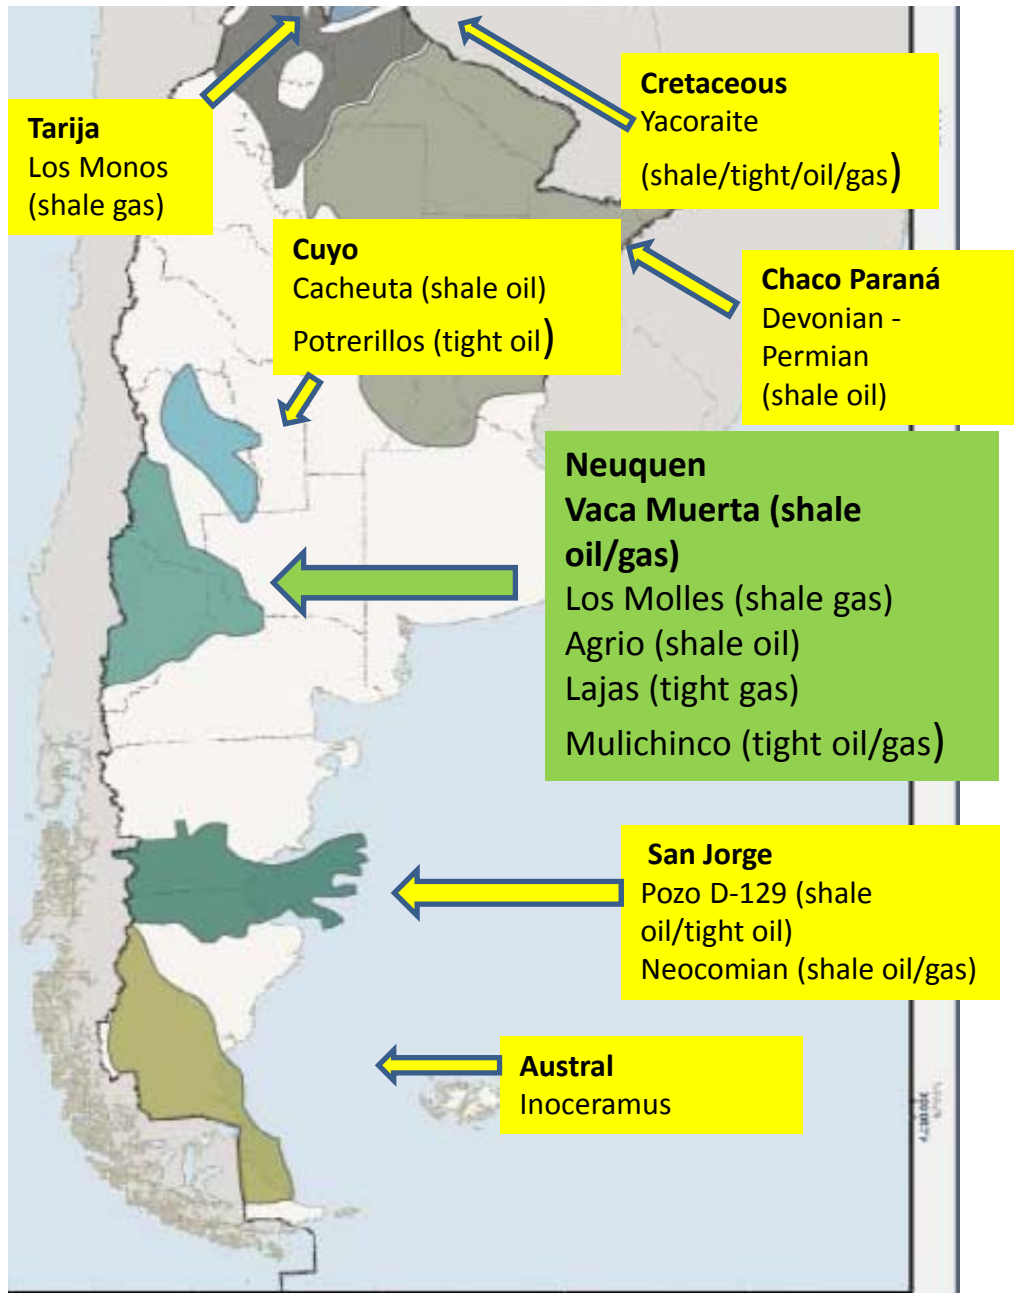 Tarija
Los Monos
(shale gas)
Cretaceous
Yacoraite
(shale/tight/oil/gas)
Cuyo
Cacheuta (shale oil)
Potrerillos (tight oil)
Chaco Paraná
Devonian -
Permian
(shale oil)
Neuquen
Vaca Muerta (shale
oil/gas)
Los Molles (shale gas)
Agrio (shale oil)
Lajas (tight gas)
Mulichinco (tight oil/gas)
San Jorge
Pozo D-129 (shale
oil/tight oil)
Neocomian (shale oil/gas)
Austral
Inoceramus